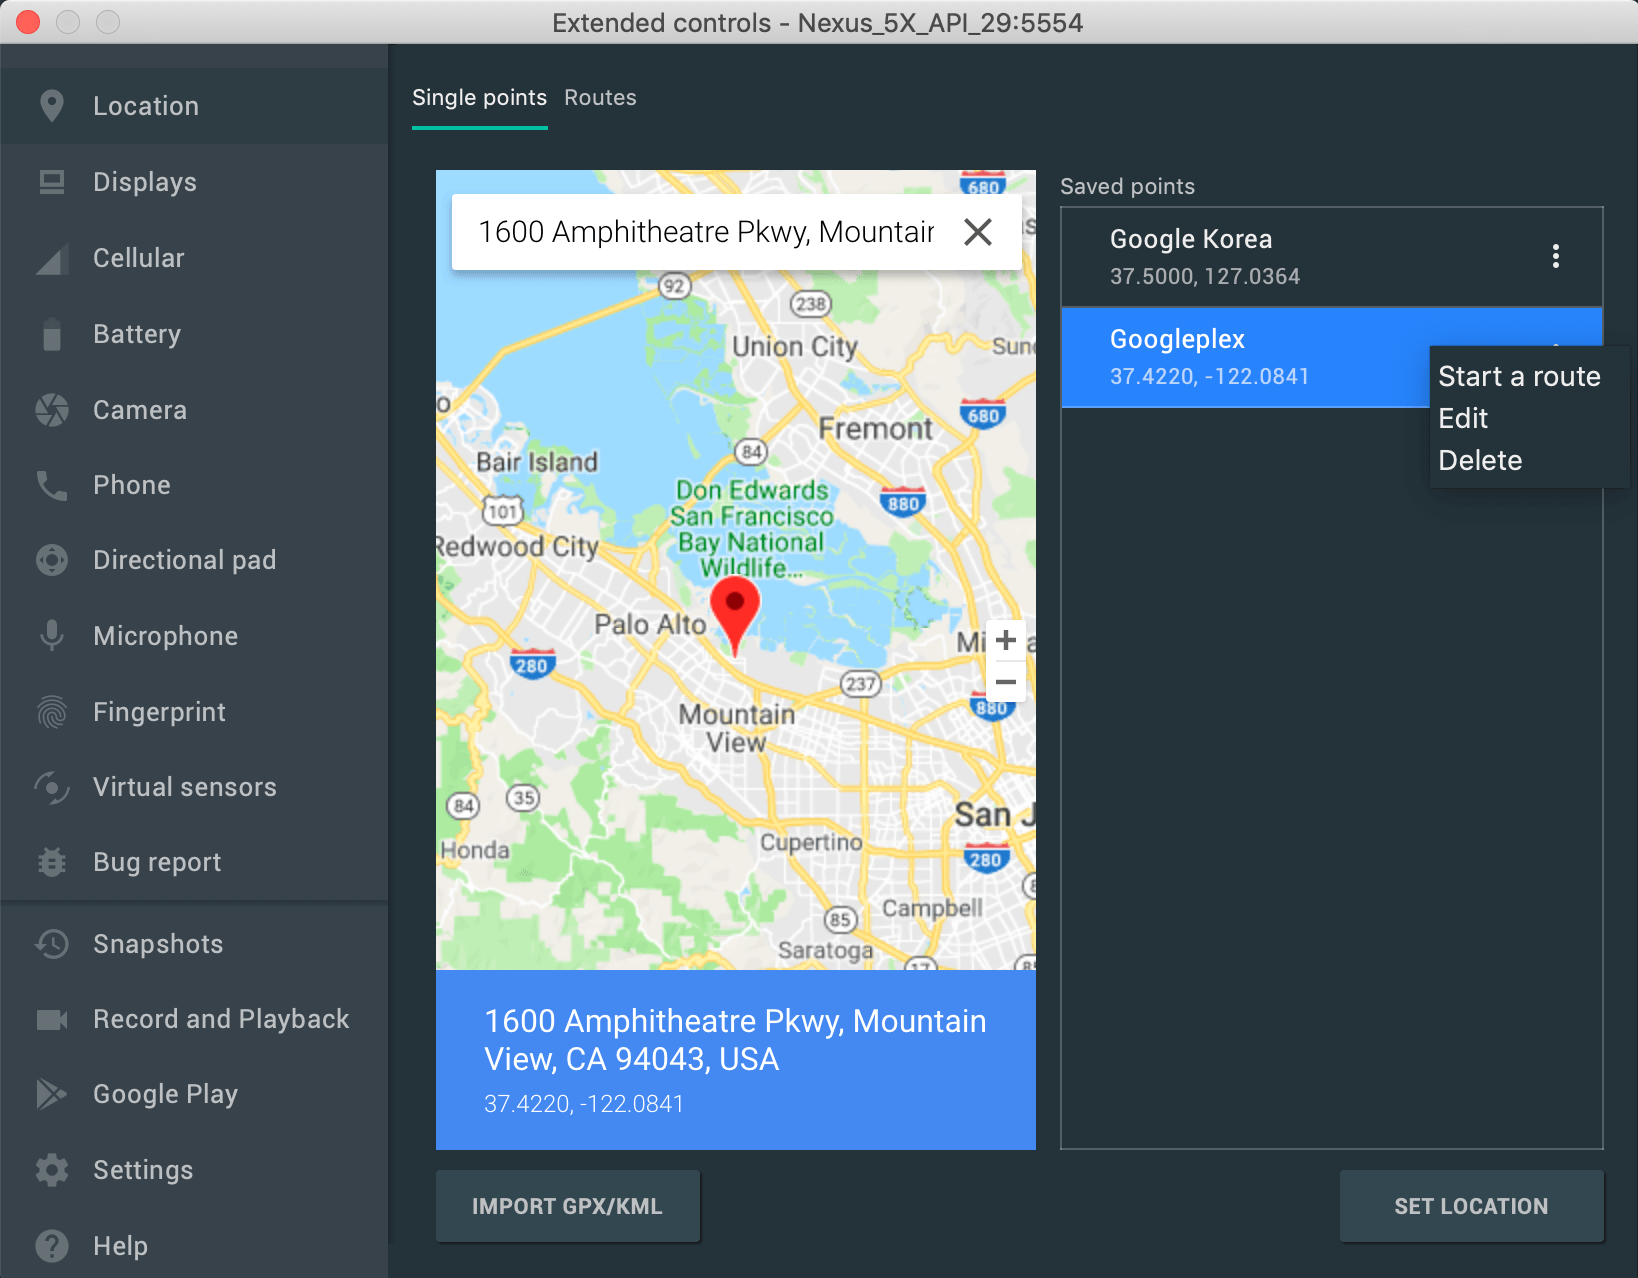 Extended controls - Nexus_5X_API_29:5554
Location
Displays
Cellular
Battery
Camera
Phone
Directional pad
Microphone
Fingerprint
Virtual sensors
Bug report
Snapshots
Record and Playback
Google Play
Settings
Help
Single points
Routes
1600 Amphitheatre Pkwy, Mountain
680
92
238
Union City
680
Fremont
84
Bair Island
Don Edwards
San Francisco
Bay National
Wildlife...
880
101
Redwood City
Palo Alto
+
−
280
237
880
Mountain
View
84
35
San J
Honda
Cupertino
280
Campbell
85
Saratoga
17
1600 Amphitheatre Pkwy, Mountain
View, CA 94043, USA
37.4220, -122.0841
IMPORT GPX/KML
Saved points
Google Korea
37.5000, 127.0364
Googleplex
37.4220, -122.0841
Start a route
Edit
Delete
SET LOCATION